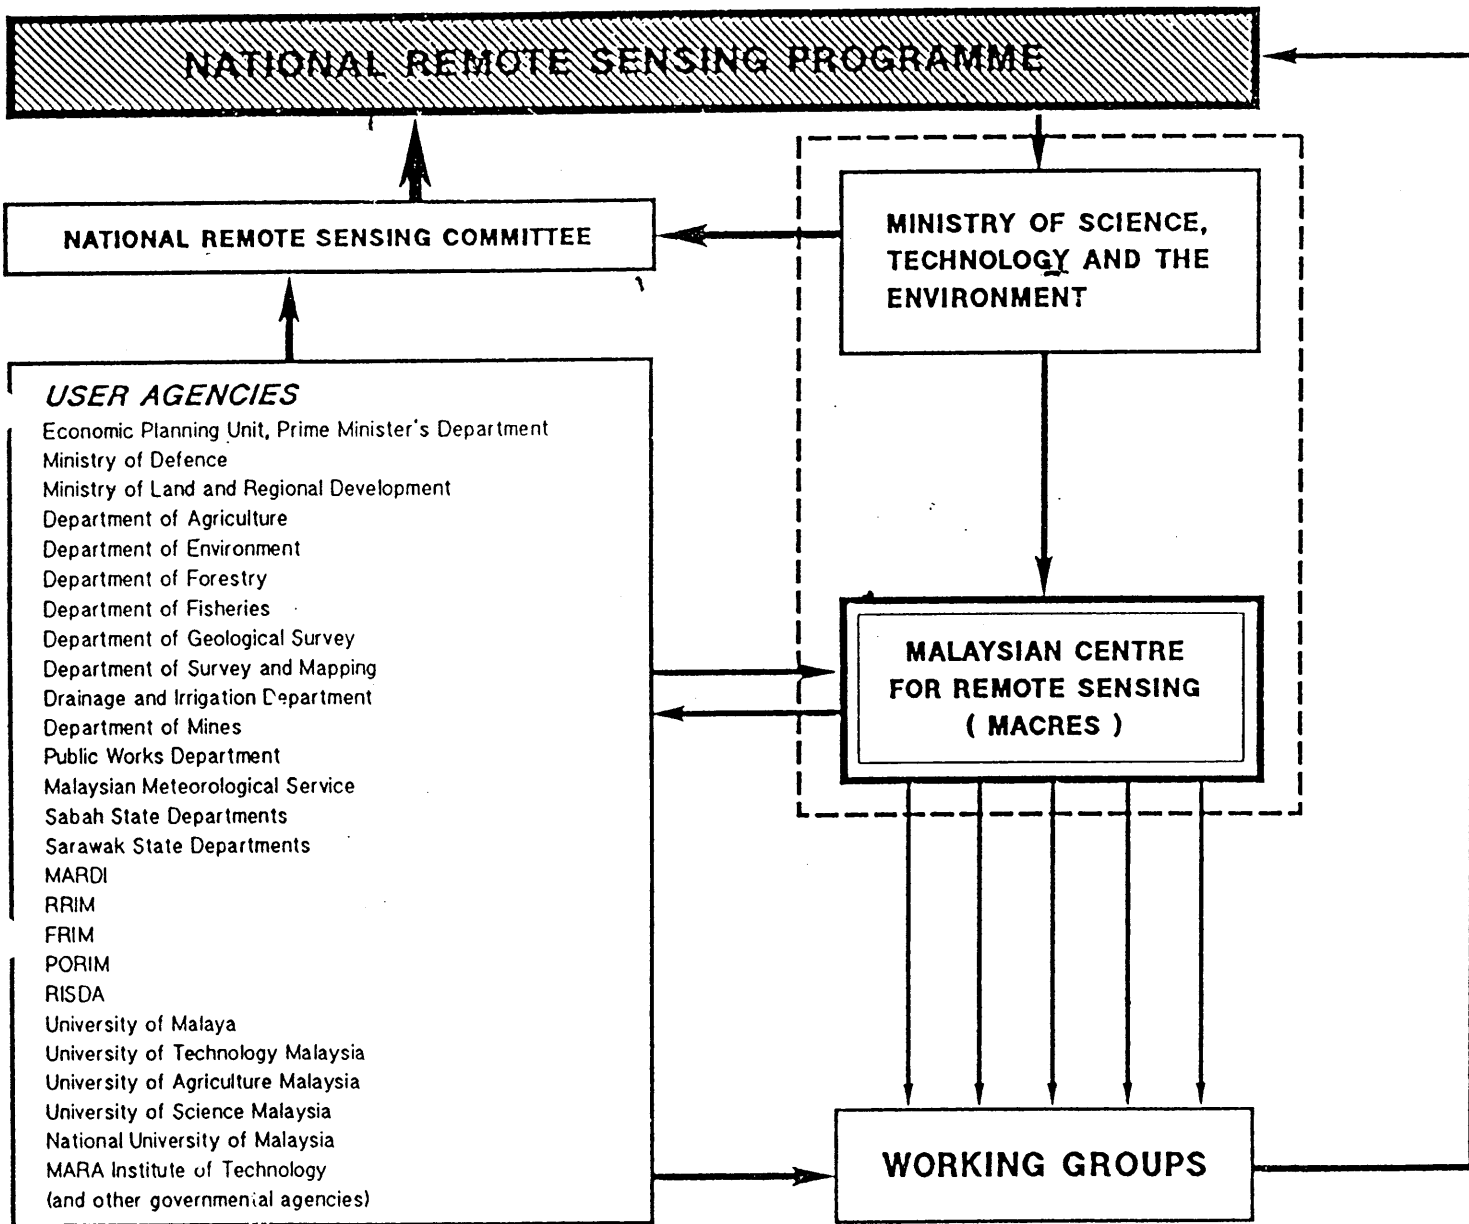 NATIONAL REMOTE SENSING PROGRAMME
NATIONAL REMOTE SENSING COMMITTEE
MINISTRY OF SCIENCE,
TECHNOLOGY AND THE
ENVIRONMENT
USER AGENCIES
Economic Planning Unit, Prime Minister's Department
Ministry of Defence
Ministry of Land and Regional Development
Department of Agriculture
Department of Environment
Department of Forestry
Department of Fisheries
Department of Geological Survey
Department of Survey and Mapping
Drainage and Irrigation Department
Department of Mines
Public Works Department
Malaysian Meteorological Service
Sabah State Departments
Sarawak State Departments
MARDI
RRIM
FRIM
PORIM
RISDA
University of Malaya
University of Technology Malaysia
University of Agriculture Malaysia
University of Science Malaysia
National University of Malaysia
MARA Institute of Technology
(and other governmental agencies)
MALAYSIAN CENTRE
FOR REMOTE SENSING
( MACRES )
WORKING GROUPS